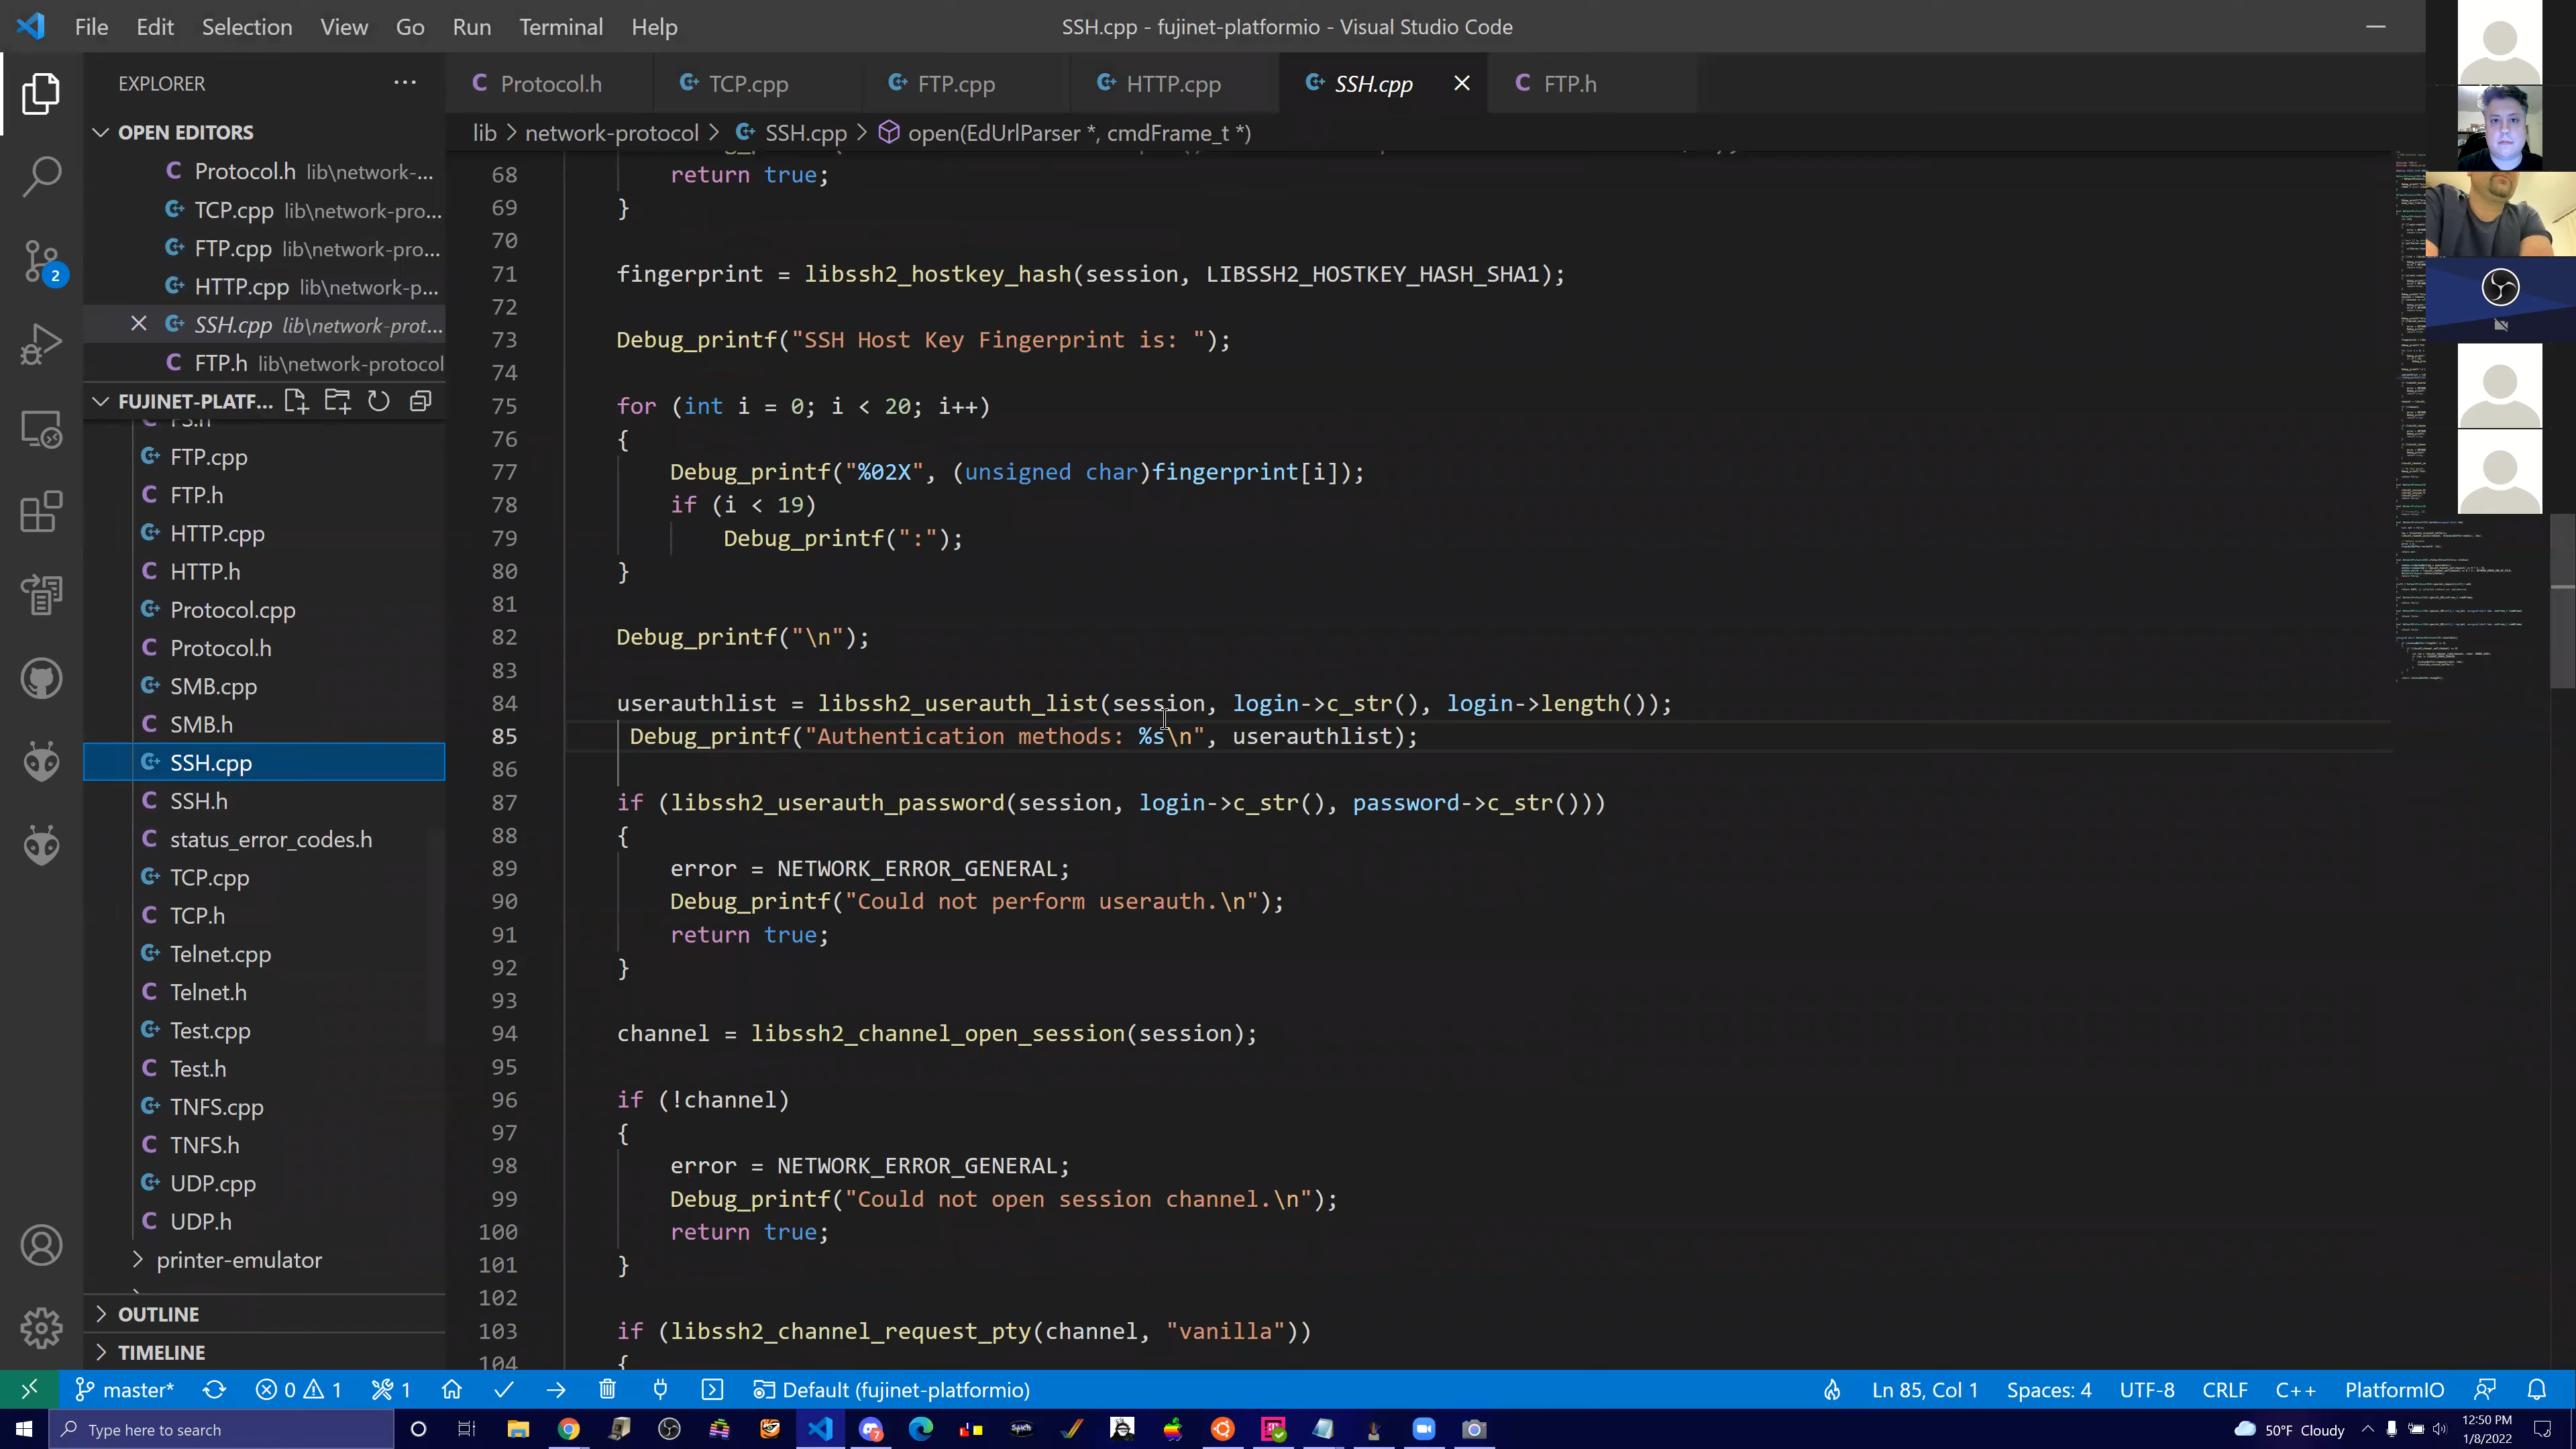 File Edit Selection View Go Run Terminal Help
SSH.cpp - fujinet-platformio - Visual Studio Code
EXPLORER
OPEN EDITORS
Protocol.h lib\network-...
TCP.cpp lib\network-pro...
FTP.cpp lib\network-pro...
HTTP.cpp lib\network-p...
SSH.cpp lib\network-prot...
FTP.h lib\network-protocol
FUJINET-PLATF...
FS.h
FTP.cpp
FTP.h
HTTP.cpp
HTTP.h
Protocol.cpp
Protocol.h
SMB.cpp
SMB.h
SSH.cpp
SSH.h
status_error_codes.h
TCP.cpp
TCP.h
Telnet.cpp
Telnet.h
Test.cpp
Test.h
TNFS.cpp
TNFS.h
UDP.cpp
UDP.h
printer-emulator
OUTLINE
TIMELINE
2
Protocol.h TCP.cpp FTP.cpp HTTP.cpp SSH.cpp FTP.h
lib > network-protocol > SSH.cpp > open(EdUrlParser *, cmdFrame_t *)
68 return true;
69 }
70
71 fingerprint = libssh2_hostkey_hash(session, LIBSSH2_HOSTKEY_HASH_SHA1);
72
73 Debug_printf("SSH Host Key Fingerprint is: ");
74
75 for (int i = 0; i < 20; i++)
76 {
77 Debug_printf("%02X", (unsigned char)fingerprint[i]);
78 if (i < 19)
79 Debug_printf(":");
80 }
81
82 Debug_printf("\n");
83
84 userauthlist = libssh2_userauth_list(session, login->c_str(), login->length());
85 Debug_printf("Authentication methods: %s\n", userauthlist);
86
87 if (libssh2_userauth_password(session, login->c_str(), password->c_str()))
88 {
89 error = NETWORK_ERROR_GENERAL;
90 Debug_printf("Could not perform userauth.\n");
91 return true;
92 }
93
94 channel = libssh2_channel_open_session(session);
95
96 if (!channel)
97 {
98 error = NETWORK_ERROR_GENERAL;
99 Debug_printf("Could not open session channel.\n");
100 return true;
101 }
102
103 if (libssh2_channel_request_pty(channel, "vanilla"))
104 {
master* 0 1 1 Default (fujinet-platformio) Ln 85, Col 1 Spaces: 4 UTF-8 CRLF C++ PlatformIO
Type here to search
50°F Cloudy
12:50 PM
1/8/2022